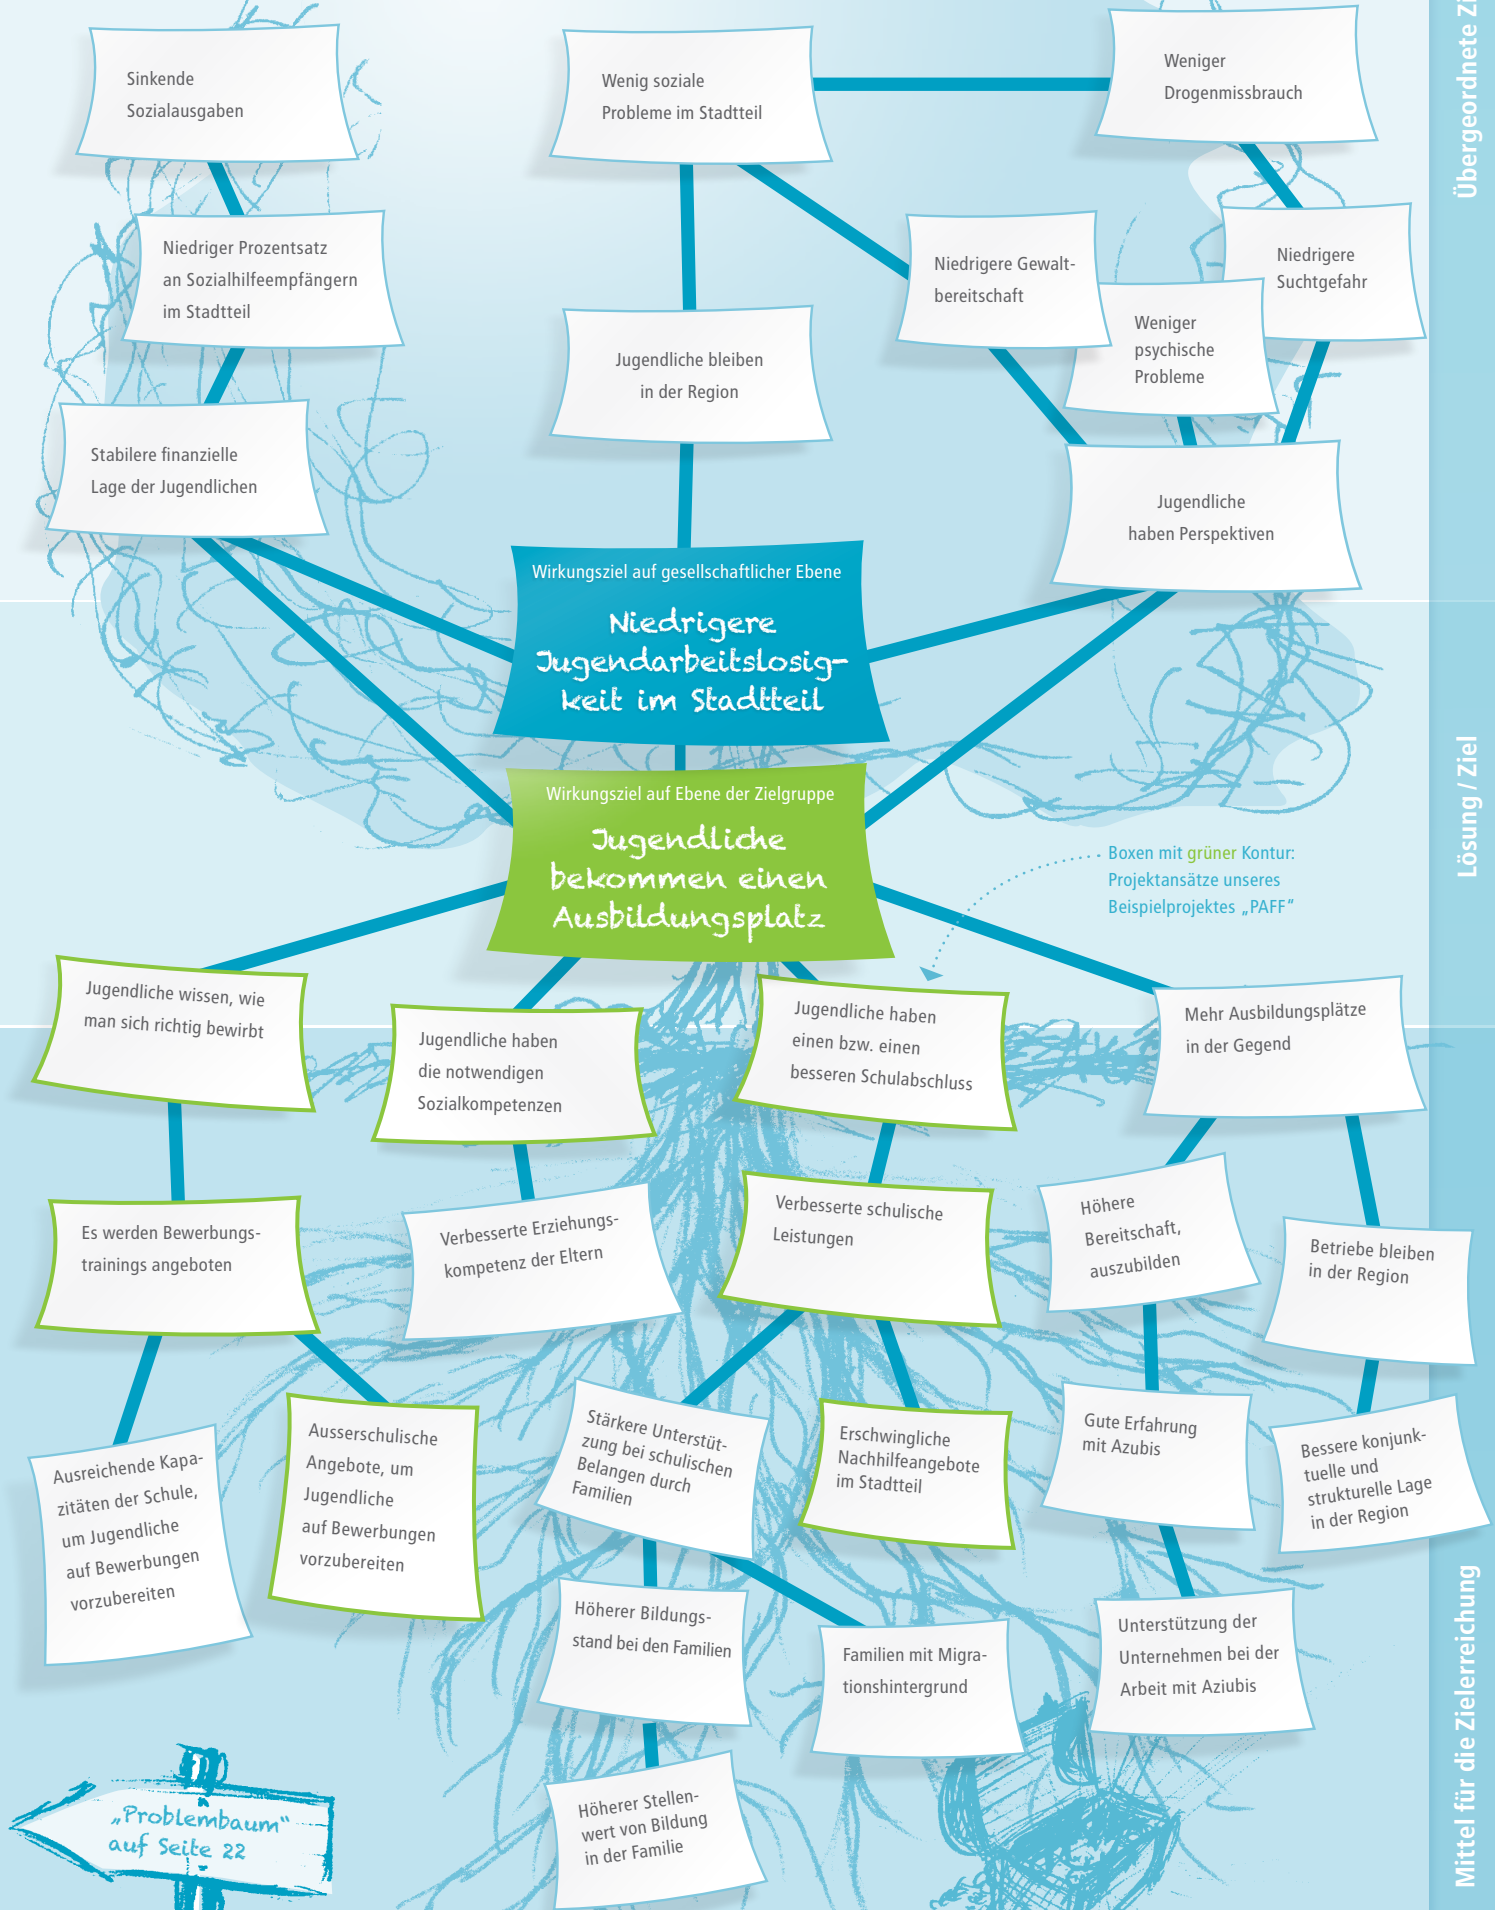 Sinkende
Sozialausgaben
Wenig soziale
Probleme im Stadtteil
Weniger
Drogenmissbrauch
Niedriger Prozentsatz
an Sozialhilfeempfängern
im Stadtteil
Niedrigere Gewalt-
bereitschaft
Niedrigere
Suchtgefahr
Weniger
psychische
Probleme
Jugendliche bleiben
in der Region
Stabilere finanzielle
Lage der Jugendlichen
Jugendliche
haben Perspektiven
Übergeordnete
Wirkungsziel auf gesellschaftlicher Ebene
Niedrigere
Jugendarbeitslosig-
keit im Stadtteil
Wirkungsziel auf Ebene der Zielgruppe
Jugendliche
bekommen einen
Ausbildungsplatz
Boxen mit grüner Kontur:
Projektansätze unseres
Beispielprojektes „PAFF“
Lösung / Ziel
Jugendliche wissen, wie
man sich richtig bewirbt
Jugendliche haben
die notwendigen
Sozialkompetenzen
Jugendliche haben
einen bzw. einen
besseren Schulabschluss
Mehr Ausbildungsplätze
in der Gegend
Es werden Bewerbungs-
trainings angeboten
Verbesserte Erziehungs-
kompetenz der Eltern
Verbesserte schulische
Leistungen
Höhere
Bereitschaft,
auszubilden
Betriebe bleiben
in der Region
Ausreichende Kapa-
zitäten der Schule,
um Jugendliche
auf Bewerbungen
vorzubereiten
Ausserschulische
Angebote, um
Jugendliche
auf Bewerbungen
vorzubereiten
Stärkere Unterstüt-
zung bei schulischen
Belangen durch
Familien
Erschwingliche
Nachhilfeangebote
im Stadtteil
Gute Erfahrung
mit Azubis
Bessere konjunk-
tuelle und
strukturelle Lage
in der Region
Höherer Bildungs-
stand bei den Familien
Familien mit Migra-
tionshintergrund
Unterstützung der
Unternehmen bei der
Arbeit mit Aziubis
Höherer Stellen-
wert von Bildung
in der Familie
Mittel für die Zielerreichung
„Problembaum“
auf Seite 22